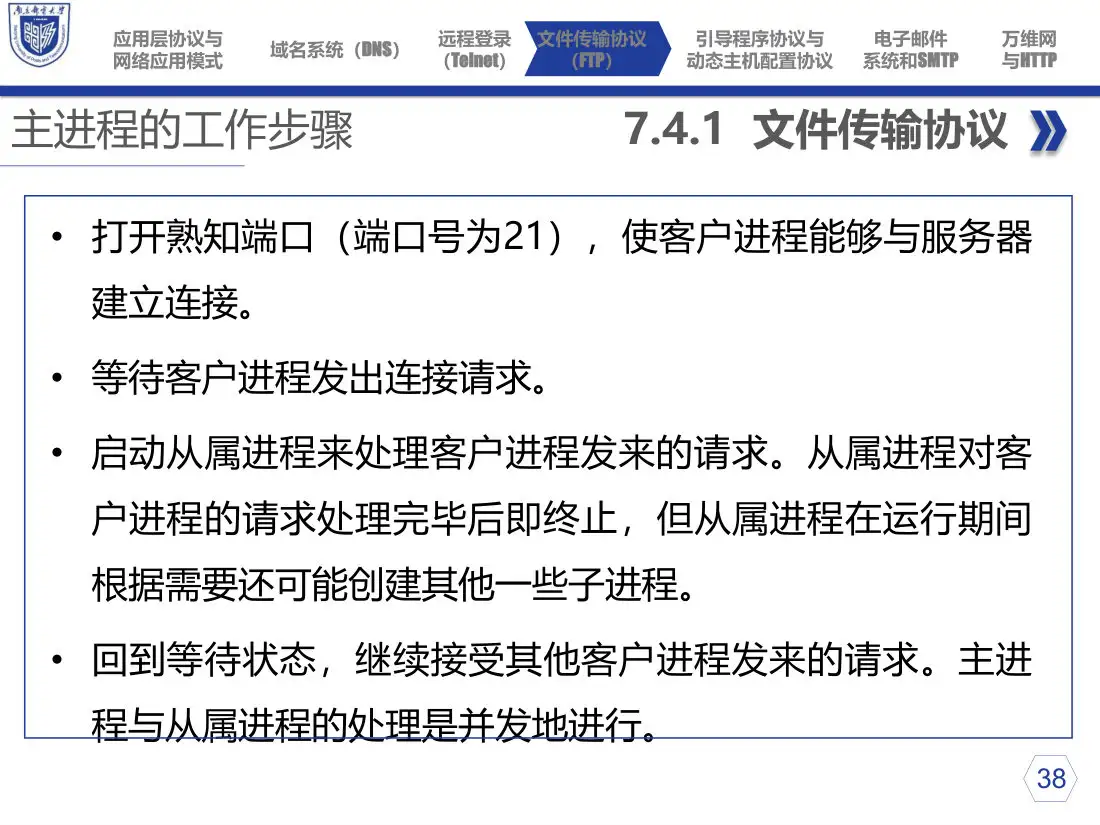 应用层协议与
网络应用模式
域名系统（DNS）
远程登录
（Telnet）
文件传输协议
（FTP）
引导程序协议与
动态主机配置协议
电子邮件
系统和SMTP
万维网
与HTTP
主进程的工作步骤
7.4.1 文件传输协议
• 打开熟知端口（端口号为21），使客户进程能够与服务器
建立连接。
• 等待客户进程发出连接请求。
• 启动从属进程来处理客户进程发来的请求。从属进程对客
户进程的请求处理完毕后即终止，但从属进程在运行期间
根据需要还可能创建其他一些子进程。
• 回到等待状态，继续接受其他客户进程发来的请求。主进
程与从属进程的处理是并发地进行。
38